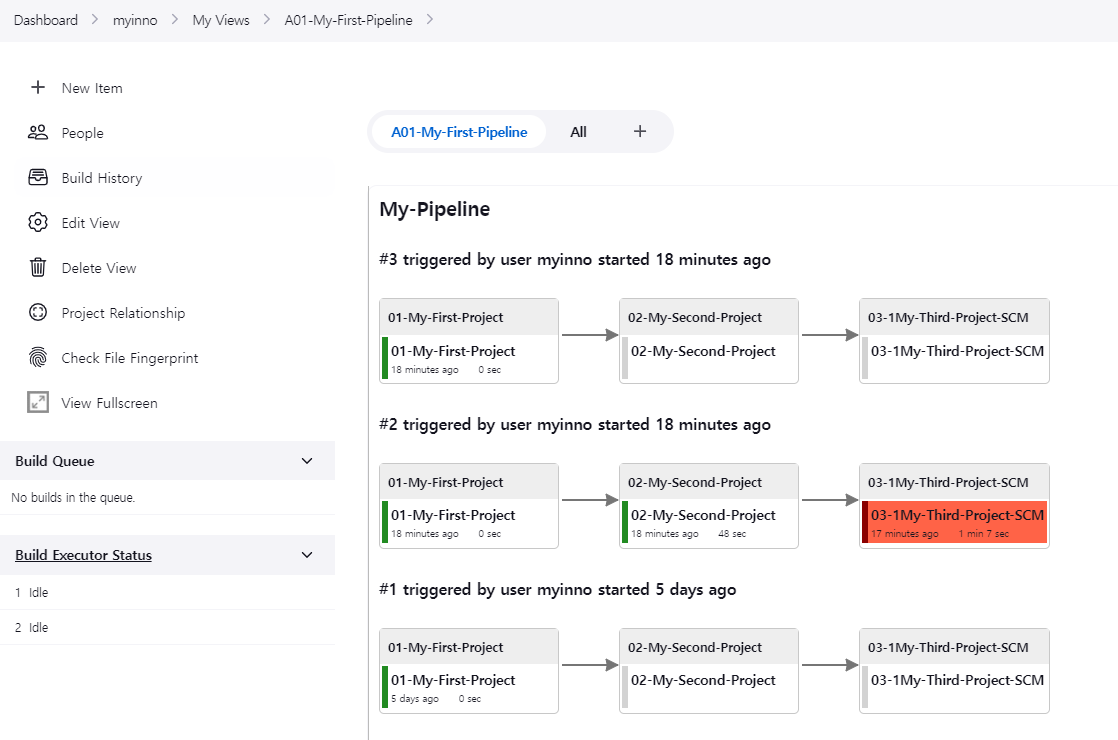 Dashboard > myinno > My Views > A01-My-First-Pipeline >
New Item
People
Build History
Edit View
Delete View
Project Relationship
Check File Fingerprint
View Fullscreen
Build Queue
No builds in the queue.
Build Executor Status
1 Idle
2 Idle
A01-My-First-Pipeline All +
My-Pipeline
#3 triggered by user myinno started 18 minutes ago
01-My-First-Project 02-My-Second-Project 03-1My-Third-Project-SCM
01-My-First-Project 02-My-Second-Project 03-1My-Third-Project-SCM
18 minutes ago 0 sec
#2 triggered by user myinno started 18 minutes ago
01-My-First-Project 02-My-Second-Project 03-1My-Third-Project-SCM
01-My-First-Project 02-My-Second-Project 03-1My-Third-Project-SCM
18 minutes ago 0 sec 18 minutes ago 48 sec 17 minutes ago 1 min 7 sec
#1 triggered by user myinno started 5 days ago
01-My-First-Project 02-My-Second-Project 03-1My-Third-Project-SCM
01-My-First-Project 02-My-Second-Project 03-1My-Third-Project-SCM
5 days ago 0 sec